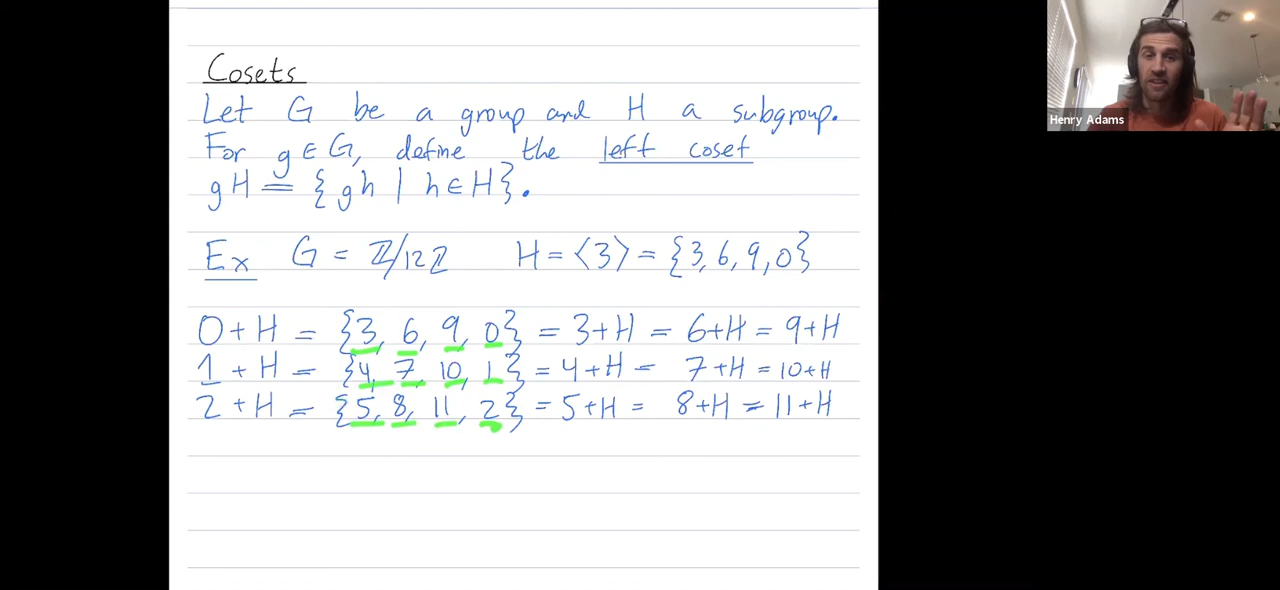 Cosets
Let G be a group and H a subgroup.
For g ∈ G, define the left coset
gH = {gh | h ∈ H}.
Ex G = ℤ/12ℤ H = ⟨3⟩ = {3, 6, 9, 0}
0 + H = {3, 6, 9, 0} = 3+H = 6+H = 9+H
1 + H = {4, 7, 10, 1} = 4+H = 7+H = 10+H
2 + H = {5, 8, 11, 2} = 5+H = 8+H = 11+H
Henry Adams